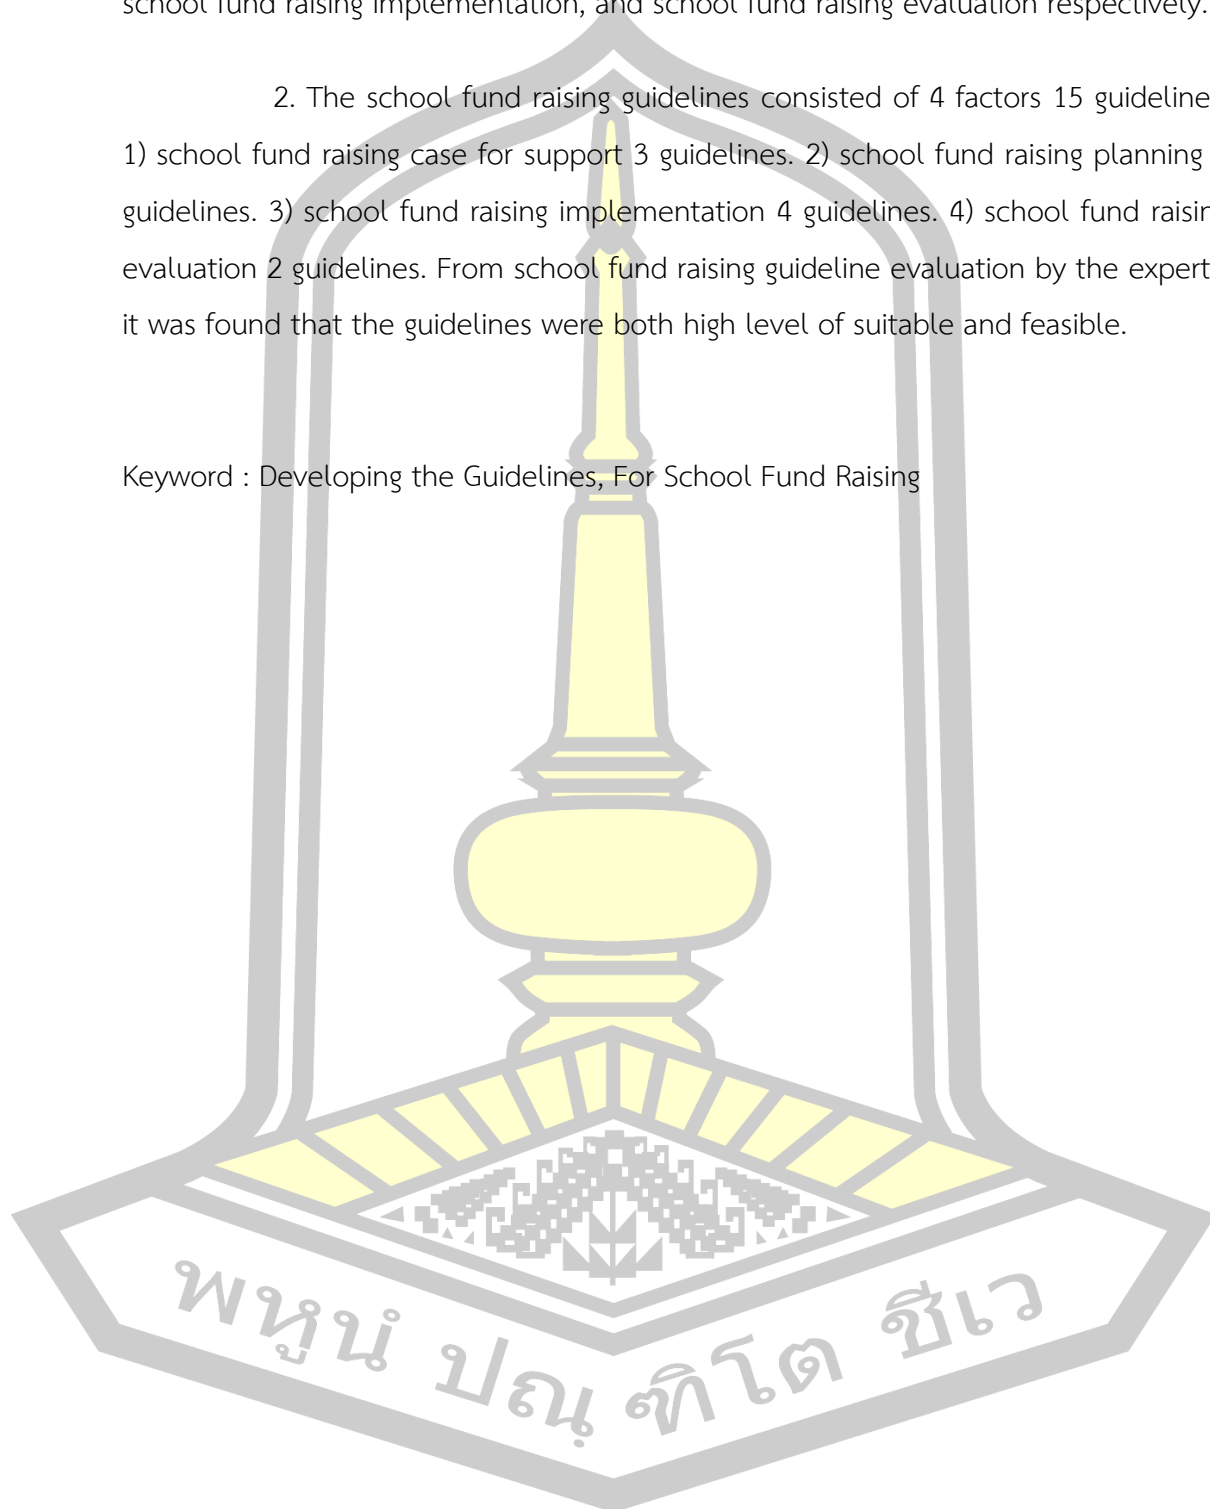 school fund raising implementation, and school fund raising evaluation respectively.
2. The school fund raising guidelines consisted of 4 factors 15 guideline
1) school fund raising case for support 3 guidelines. 2) school fund raising planning
guidelines. 3) school fund raising implementation 4 guidelines. 4) school fund raisin
evaluation 2 guidelines. From school fund raising guideline evaluation by the expert
it was found that the guidelines were both high level of suitable and feasible.
Keyword : Developing the Guidelines, For School Fund Raising
พหูนํ ปณฺฑิโต ชีเว